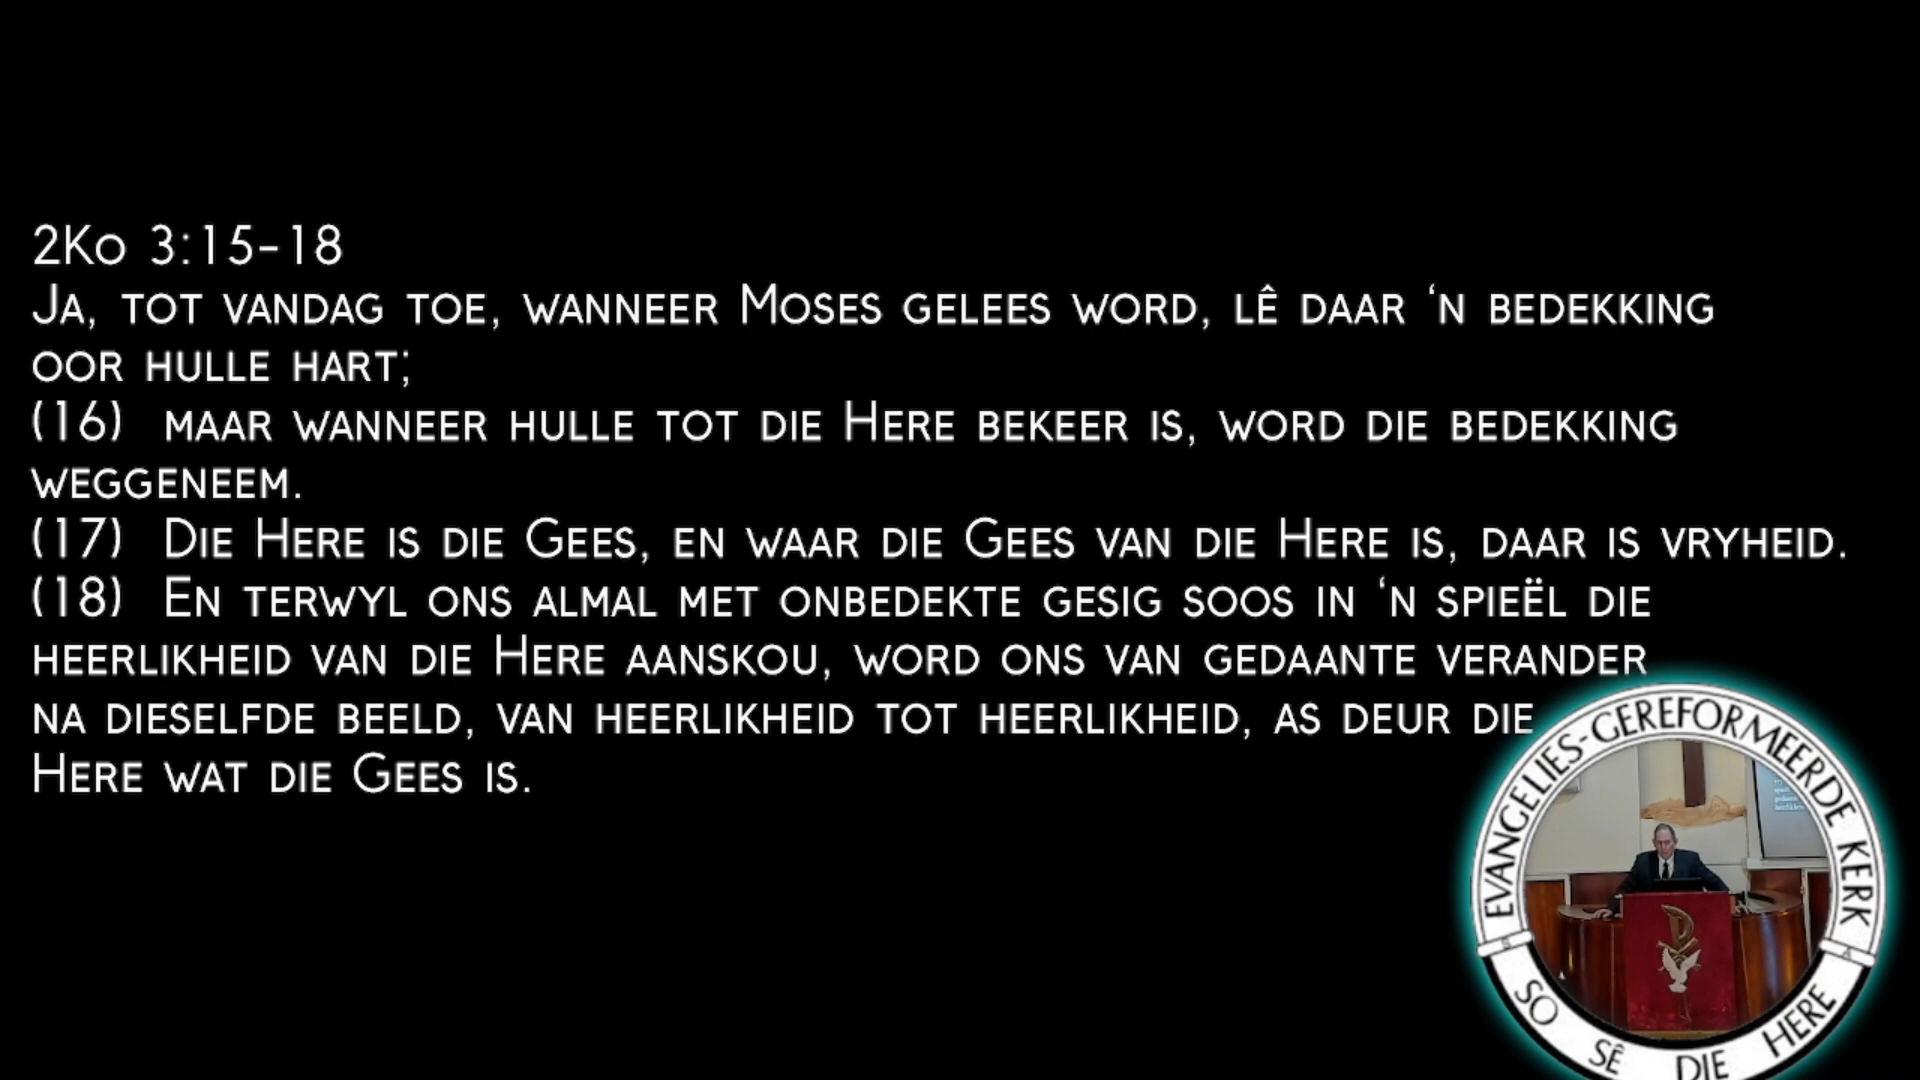 2Ko 3:15-18
Ja, tot vandag toe, wanneer Moses gelees word, lê daar ‘n bedekking
oor hulle hart;
(16) maar wanneer hulle tot die Here bekeer is, word die bedekking
weggeneem.
(17) Die Here is die Gees, en waar die Gees van die Here is, daar is vryheid.
(18) En terwyl ons almal met onbedekte gesig soos in ‘n spieël die
heerlikheid van die Here aanskou, word ons van gedaante verander
na dieselfde beeld, van heerlikheid tot heerlikheid, as deur die
Here wat die Gees is.
EVANGELIES-GEREFORMEERDE KERK
SO SÊ DIE HERE